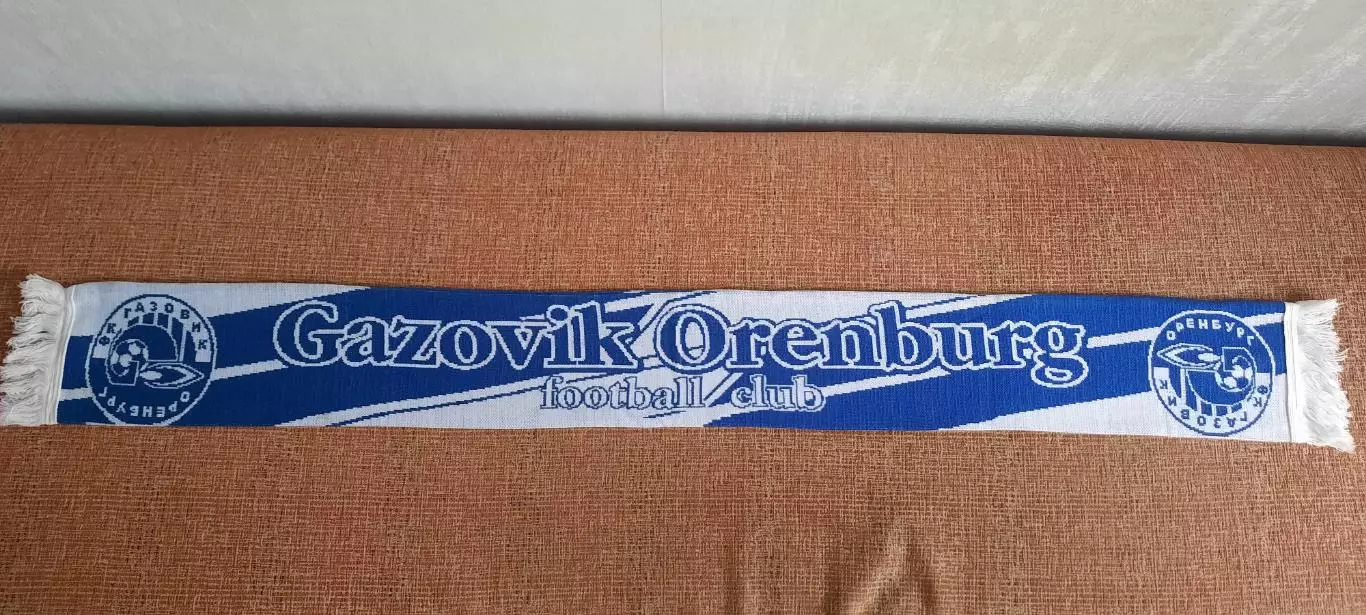 ФК ГАЗОВИК
ОРЕНБУРГ
Gazovik Orenburg
football club
ОРЕНБУРГ
ФК ГАЗОВИК